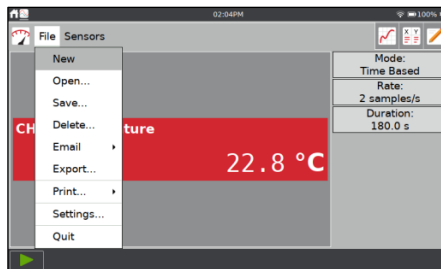 02:04PM
100%
File Sensors
New
Open...
Save...
Delete...
Email
Export...
Print...
Settings...
Quit
CH ture
22.8 °C
X Y
Mode:
Time Based
Rate:
2 samples/s
Duration:
180.0 s